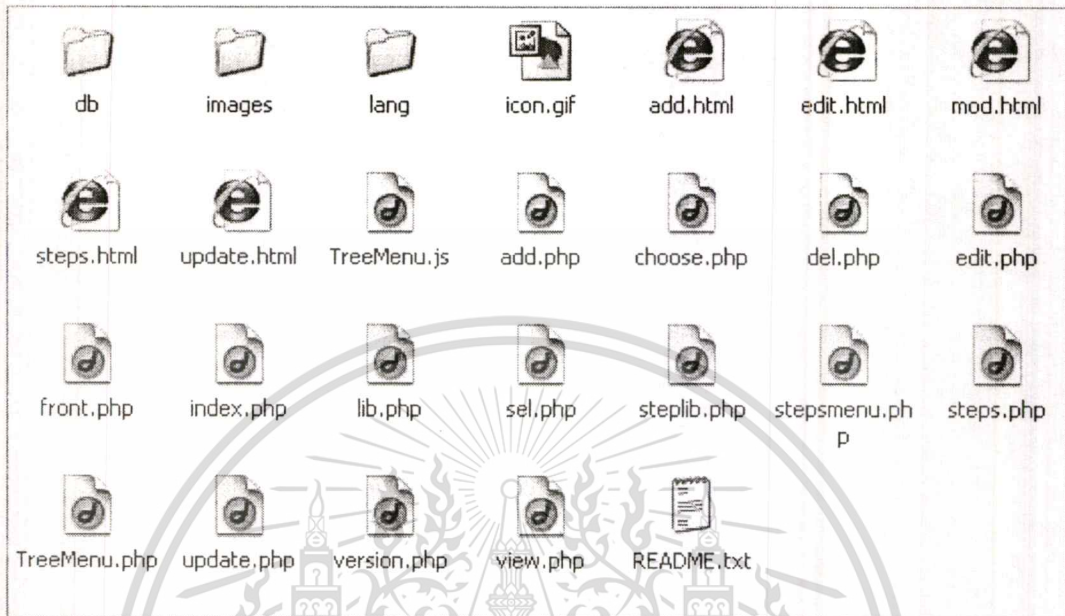 db images lang icon.gif add.html edit.html mod.html
steps.html update.html TreeMenu.js add.php choose.php del.php edit.php
front.php index.php lib.php sel.php steplib.php stepsmenu.ph steps.php
p
TreeMenu.php update.php version.php view.php README.txt